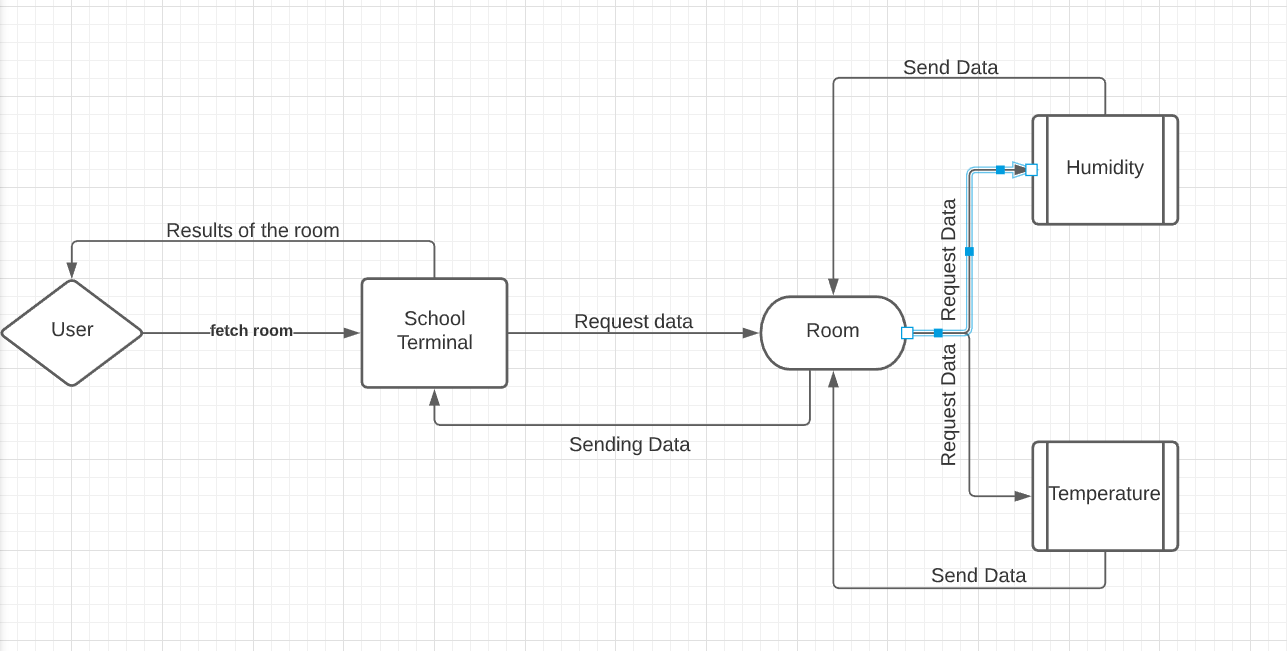 Send Data
Humidity
Request Data
Results of the room
User
fetch room
School
Terminal
Request data
Room
Request Data
Sending Data
Temperature
Send Data